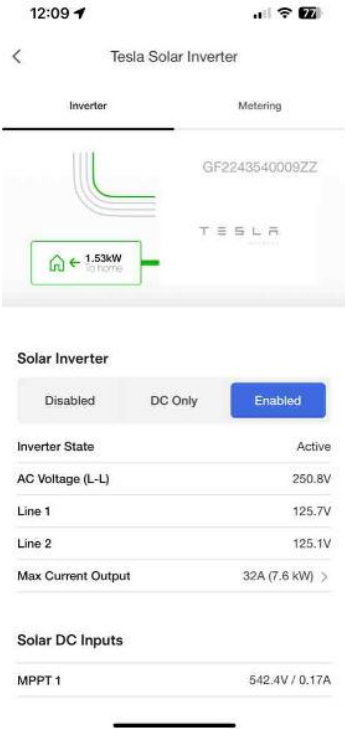 12:09
77
Tesla Solar Inverter
Inverter Metering
GF2243540009ZZ
TESLA
1.53kW
To home
Solar Inverter
Disabled DC Only Enabled
Inverter State Active
AC Voltage (L-L) 250.8V
Line 1 125.7V
Line 2 125.1V
Max Current Output 32A (7.6 kW) >
Solar DC Inputs
MPPT 1 542.4V / 0.17A